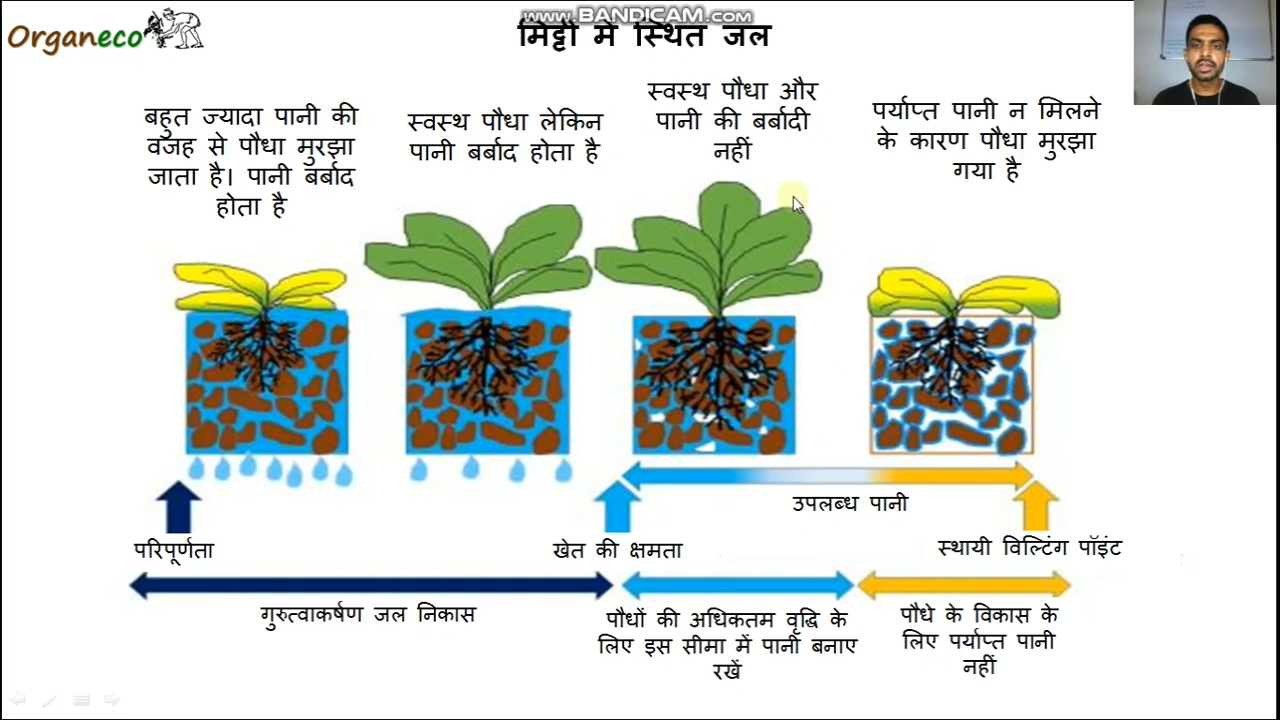 www.BANDICAM.com
Organeco
मिट्टी में स्थित जल
बहुत ज्यादा पानी की
वजह से पौधा मुरझा
जाता है। पानी बर्बाद
होता है
स्वस्थ पौधा लेकिन
पानी बर्बाद होता है
स्वस्थ पौधा और
पानी की बर्बादी
नहीं
पर्याप्त पानी न मिलने
के कारण पौधा मुरझा
गया है
उपलब्ध पानी
परिपूर्णता
खेत की क्षमता
स्थायी विल्टिंग पॉइंट
गुरुत्वाकर्षण जल निकास
पौधों की अधिकतम वृद्धि के
लिए इस सीमा में पानी बनाए
रखें
पौधे के विकास के
लिए पर्याप्त पानी
नहीं